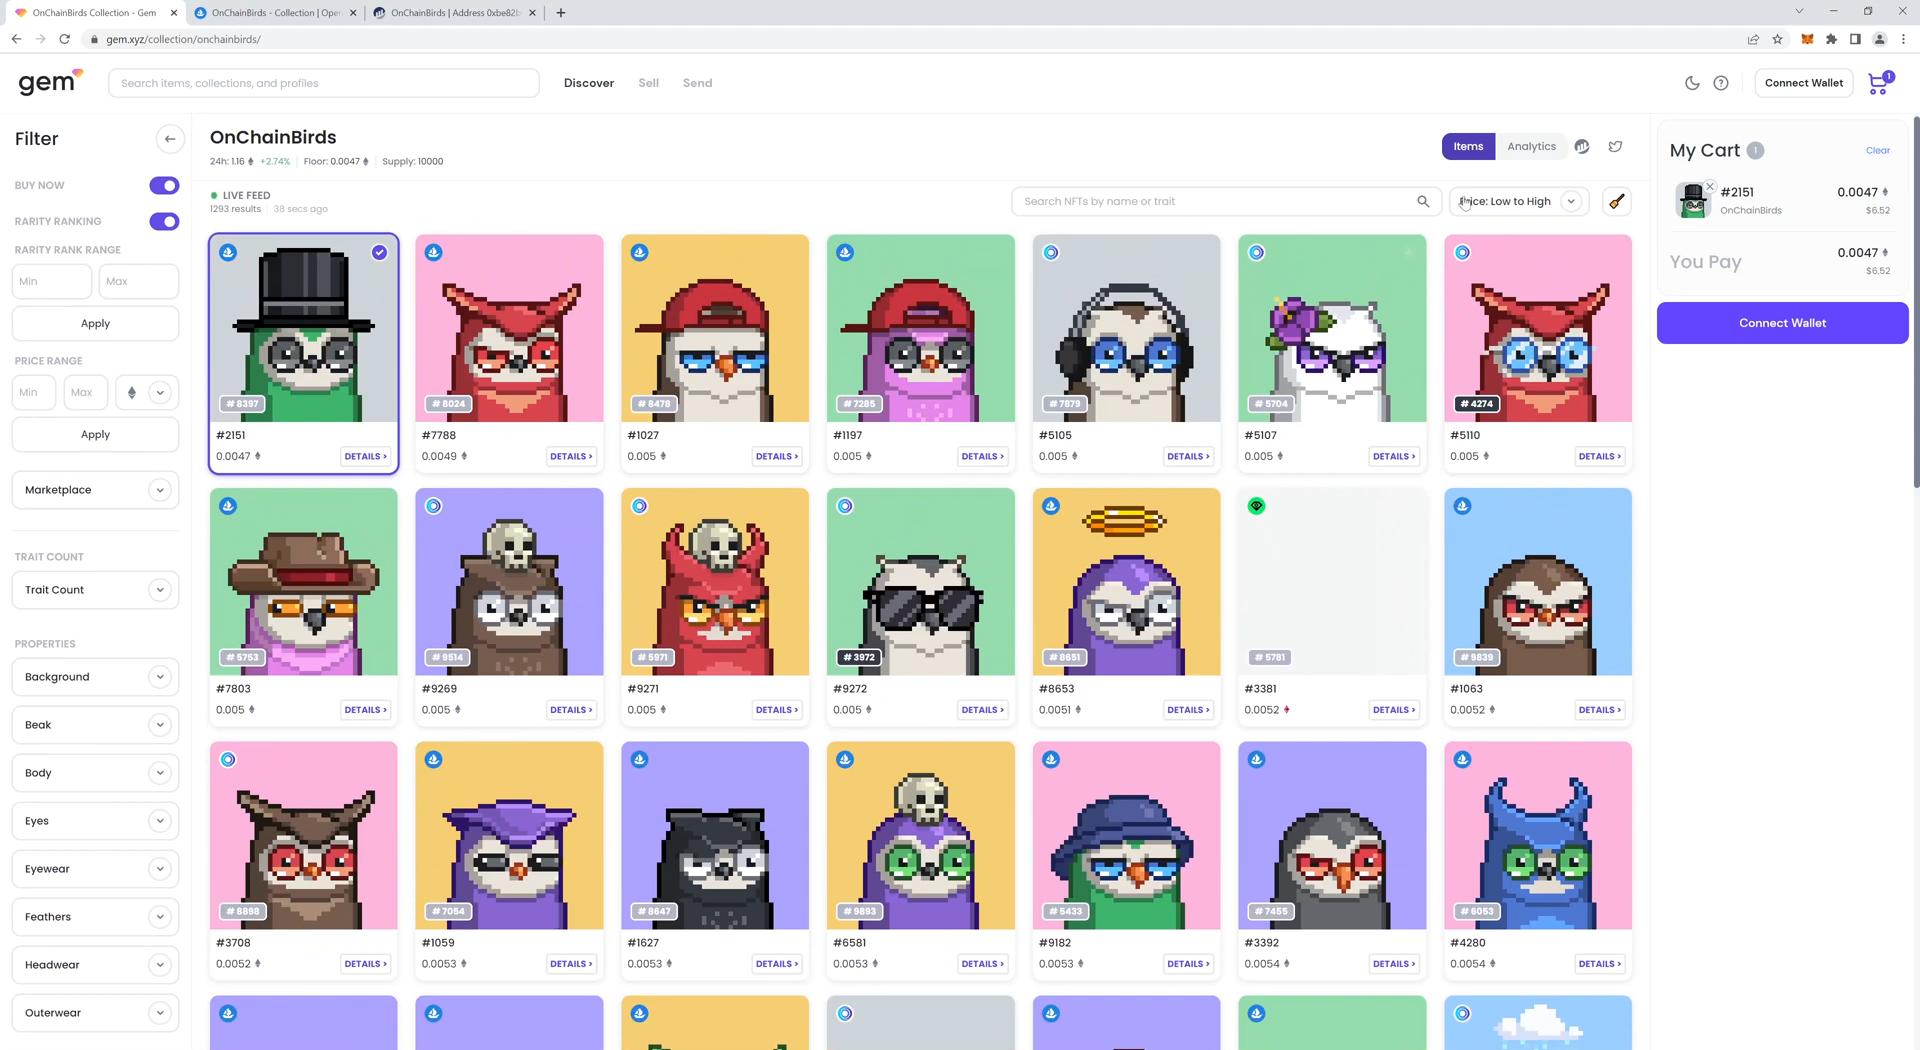 OnChainBirds Collection - Gem
OnChainBirds - Collection | Open
OnChainBirds | Address 0xbe82b
gem.xyz/collection/onchainbirds/
gem
Search items, collections, and profiles
Discover
Sell
Send
Connect Wallet
1
Filter
BUY NOW
RARITY RANKING
RARITY RANK RANGE
Min
Max
Apply
PRICE RANGE
Min
Max
Apply
Marketplace
TRAIT COUNT
Trait Count
PROPERTIES
Background
Beak
Body
Eyes
Eyewear
Feathers
Headwear
Outerwear
OnChainBirds
24h: 1.16 +2.74% Floor: 0.0047 Supply: 10000
Items
Analytics
LIVE FEED
1293 results 38 secs ago
Search NFTs by name or trait
ice: Low to High
# 8397
#2151
0.0047
DETAILS >
# 8024
#7788
0.0049
DETAILS >
# 8478
#1027
0.005
DETAILS >
# 7285
#1197
0.005
DETAILS >
# 7879
#5105
0.005
DETAILS >
# 5704
#5107
0.005
DETAILS >
# 4274
#5110
0.005
DETAILS >
# 5753
#7803
0.005
DETAILS >
# 9514
#9269
0.005
DETAILS >
# 5971
#9271
0.005
DETAILS >
# 3972
#9272
0.005
DETAILS >
# 8651
#8653
0.0051
DETAILS >
# 5781
#3381
0.0052
DETAILS >
# 9839
#1063
0.0052
DETAILS >
# 8898
#3708
0.0052
DETAILS >
# 7054
#1059
0.0053
DETAILS >
# 8647
#1627
0.0053
DETAILS >
# 9893
#6581
0.0053
DETAILS >
# 5433
#9182
0.0053
DETAILS >
# 7455
#3392
0.0054
DETAILS >
# 6053
#4280
0.0054
DETAILS >
My Cart 1
Clear
#2151
0.0047
OnChainBirds
$6.52
You Pay
0.0047
$6.52
Connect Wallet